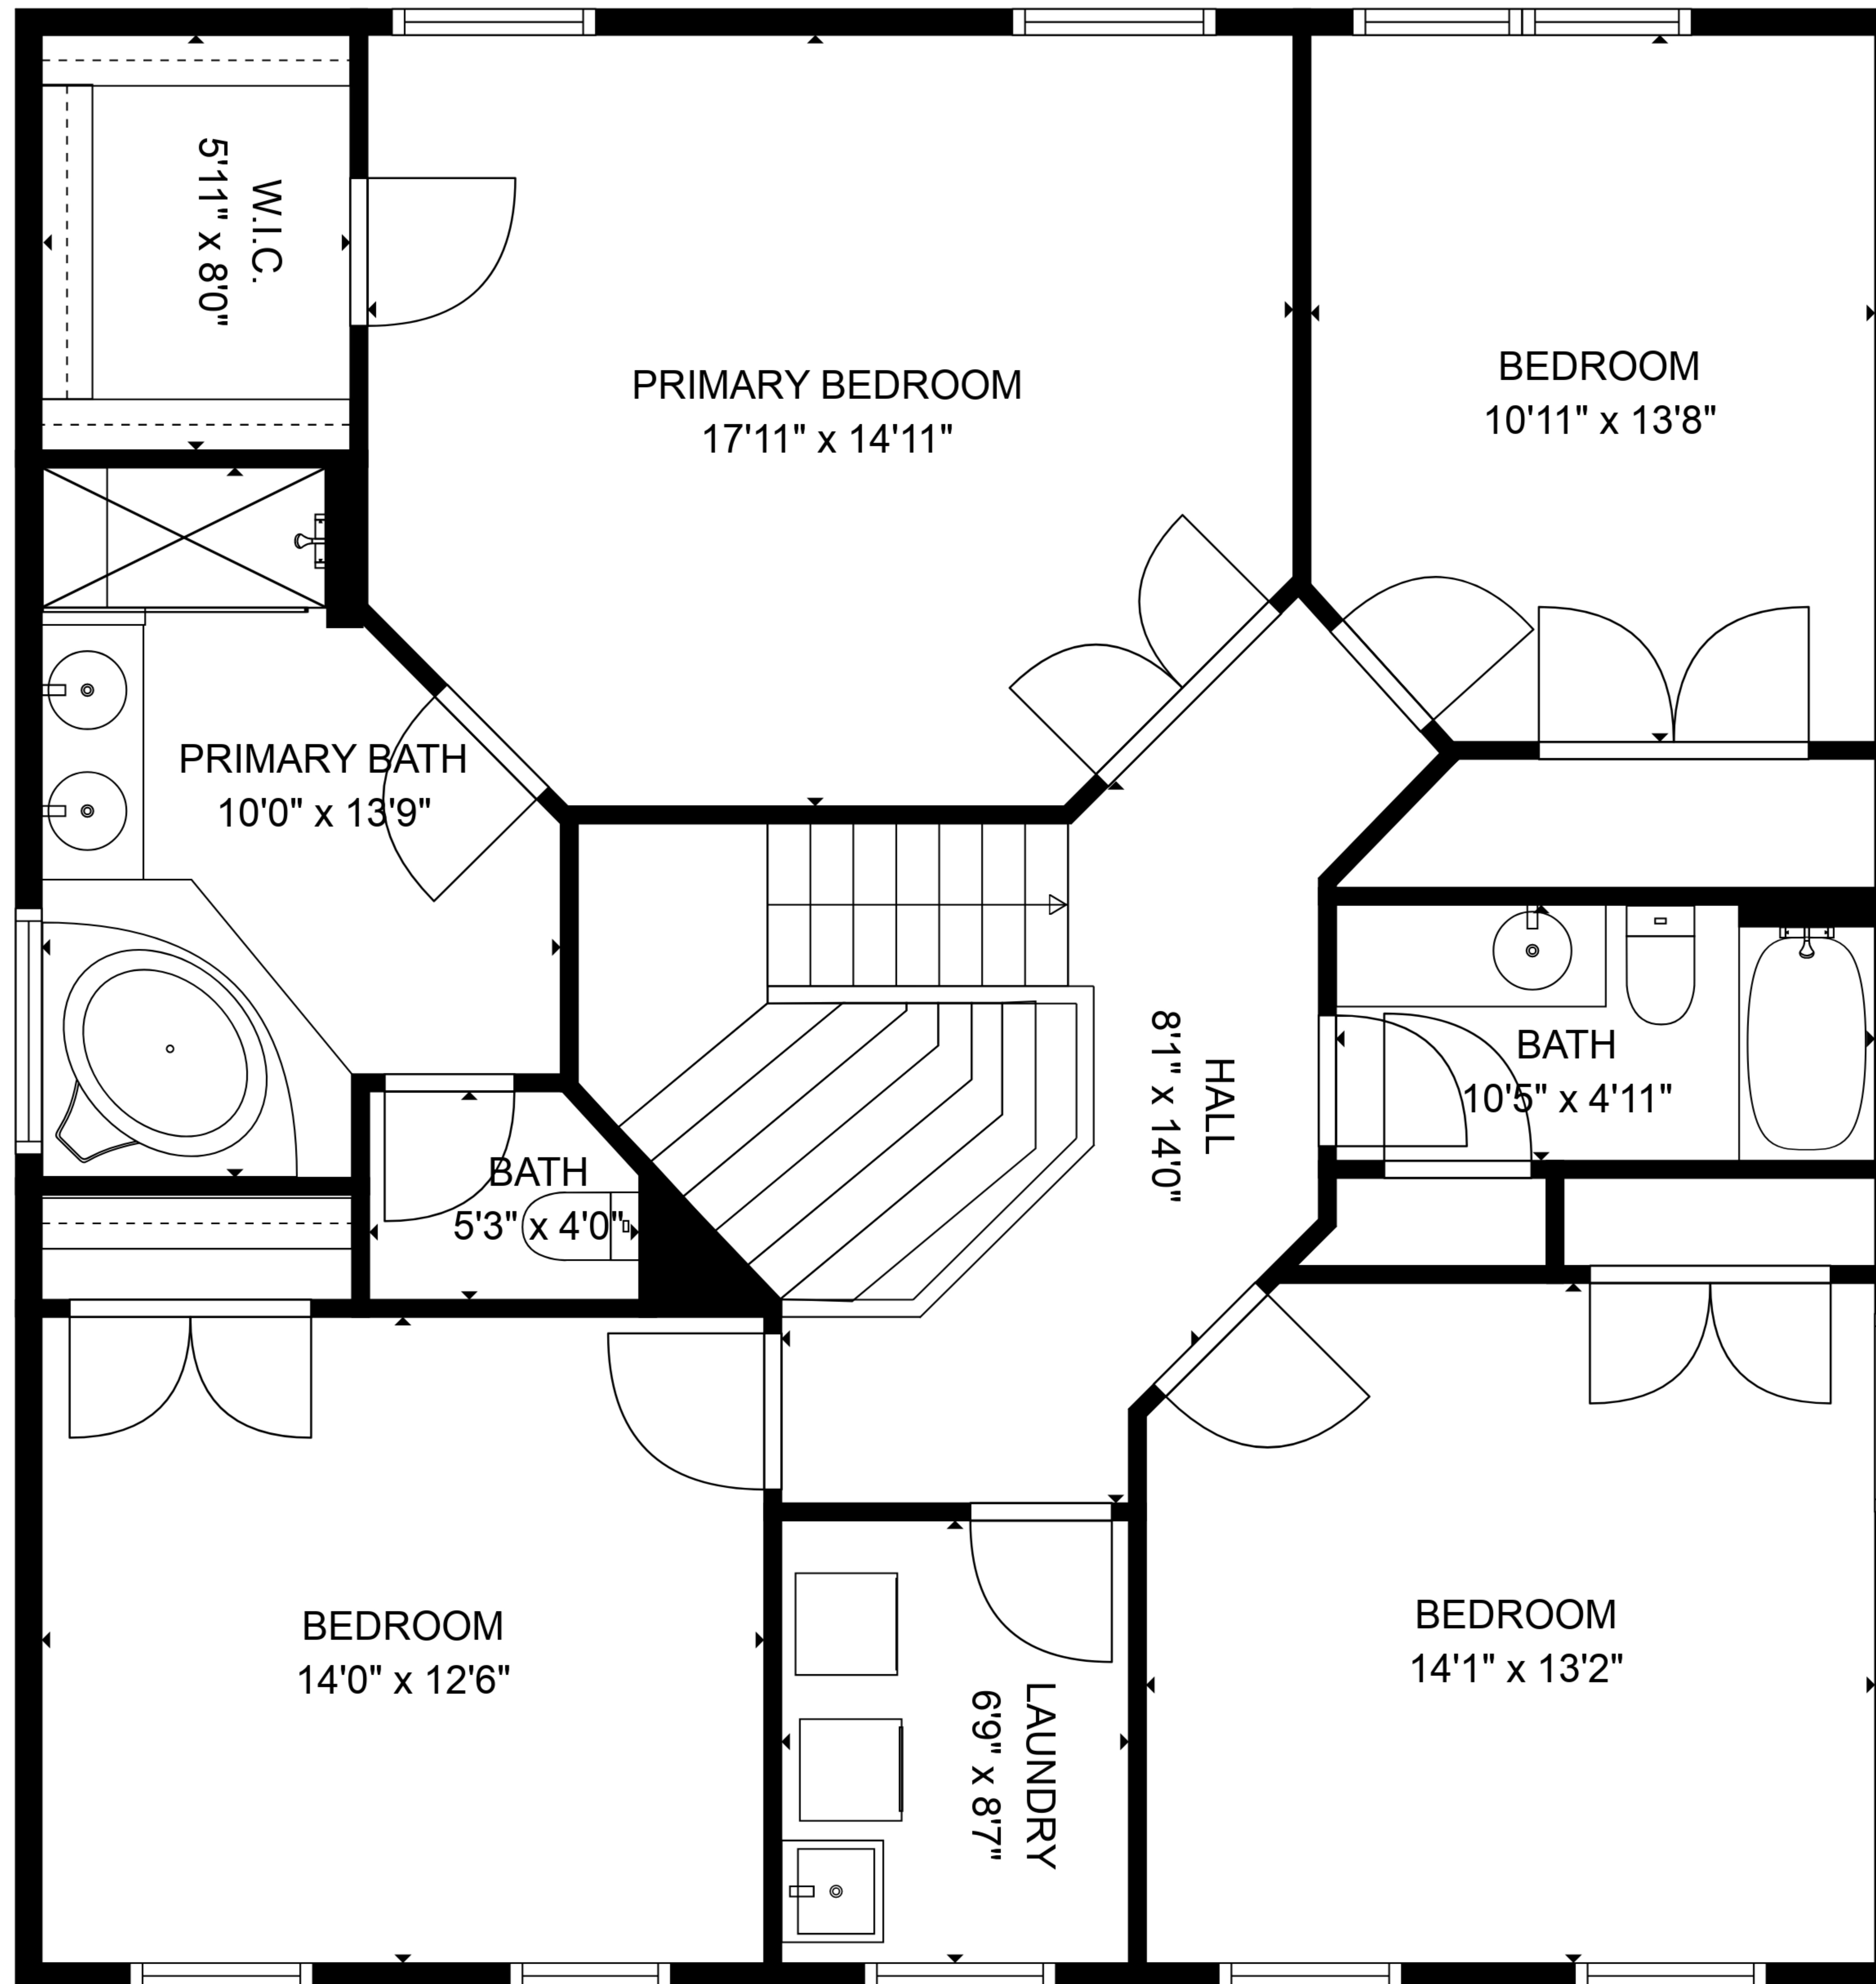 W.I.C.
5'11" x 8'0"
PRIMARY BEDROOM
17'11" x 14'11"
BEDROOM
10'11" x 13'8"
PRIMARY BATH
10'0" x 13'9"
HALL
8'1" x 14'0"
BATH
10'5" x 4'11"
BATH
5'3" x 4'0"
BEDROOM
14'0" x 12'6"
LAUNDRY
6'9" x 8'7"
BEDROOM
14'1" x 13'2"